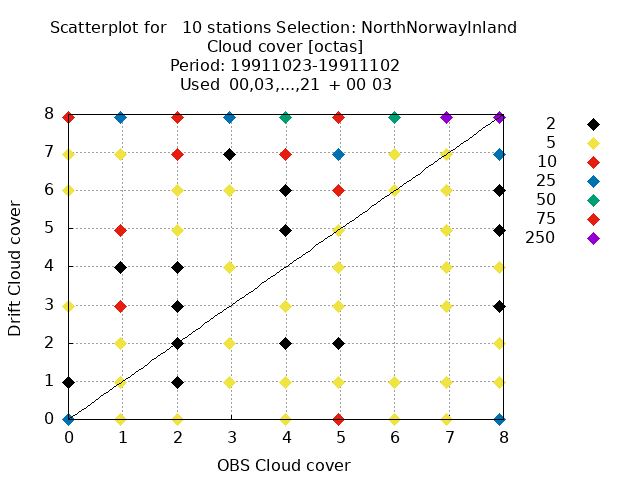 Scatterplot for   10 stations Selection: NorthNorwayInland
Cloud cover [octas]
Period: 19911023-19911102
Used  00,03,...,21  + 00 03
8
7
6
5
4
3
2
1
0
Drift Cloud cover
0 1 2 3 4 5 6 7 8
OBS Cloud cover
2
5
10
25
50
75
250